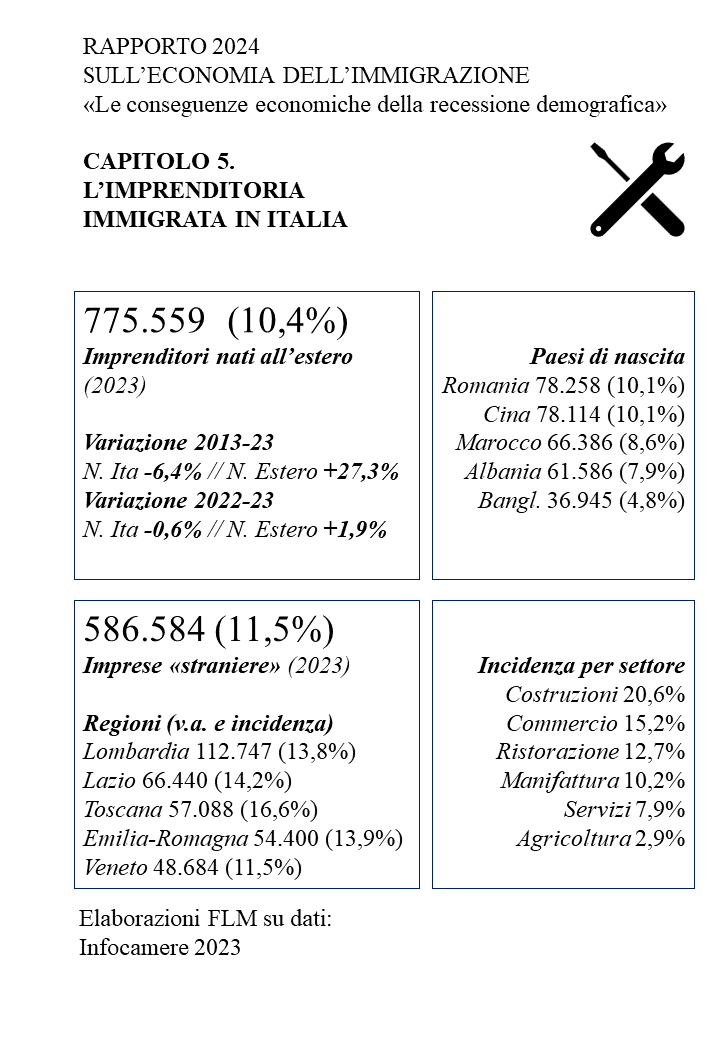 RAPPORTO 2024
SULL’ECONOMIA DELL’IMMIGRAZIONE
«Le conseguenze economiche della recessione demografica»
CAPITOLO 5.
L’IMPRENDITORIA
IMMIGRATA IN ITALIA
775.559 (10,4%)
Imprenditori nati all’estero
(2023)
Variazione 2013-23
N. Ita -6,4% // N. Estero +27,3%
Variazione 2022-23
N. Ita -0,6% // N. Estero +1,9%
Paesi di nascita
Romania 78.258 (10,1%)
Cina 78.114 (10,1%)
Marocco 66.386 (8,6%)
Albania 61.586 (7,9%)
Bangl. 36.945 (4,8%)
586.584 (11,5%)
Imprese «straniere» (2023)
Regioni (v.a. e incidenza)
Lombardia 112.747 (13,8%)
Lazio 66.440 (14,2%)
Toscana 57.088 (16,6%)
Emilia-Romagna 54.400 (13,9%)
Veneto 48.684 (11,5%)
Incidenza per settore
Costruzioni 20,6%
Commercio 15,2%
Ristorazione 12,7%
Manifattura 10,2%
Servizi 7,9%
Agricoltura 2,9%
Elaborazioni FLM su dati:
Infocamere 2023